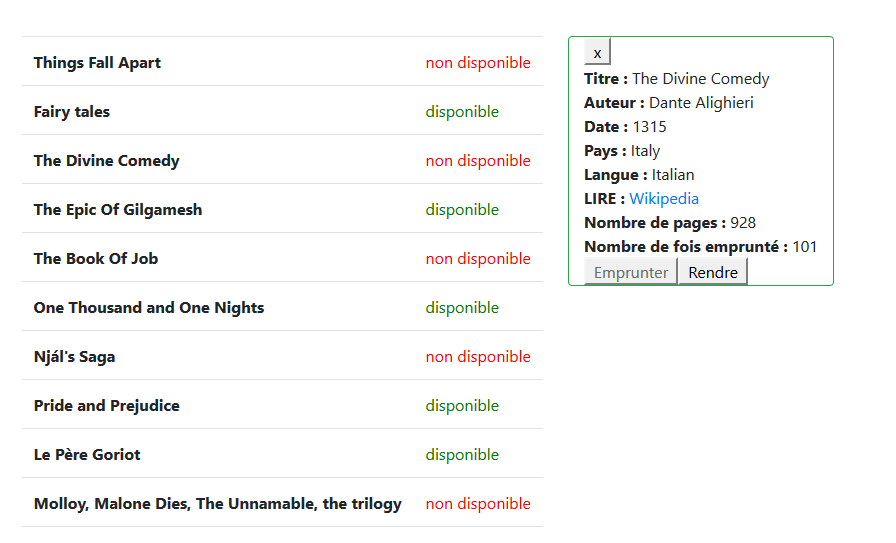 Things Fall Apart non disponible
Fairy tales disponible
The Divine Comedy non disponible
The Epic Of Gilgamesh disponible
The Book Of Job non disponible
One Thousand and One Nights disponible
Njál's Saga non disponible
Pride and Prejudice disponible
Le Père Goriot disponible
Molloy, Malone Dies, The Unnamable, the trilogy non disponible
x
Titre : The Divine Comedy
Auteur : Dante Alighieri
Date : 1315
Pays : Italy
Langue : Italian
LIRE : Wikipedia
Nombre de pages : 928
Nombre de fois emprunté : 101
Emprunter Rendre